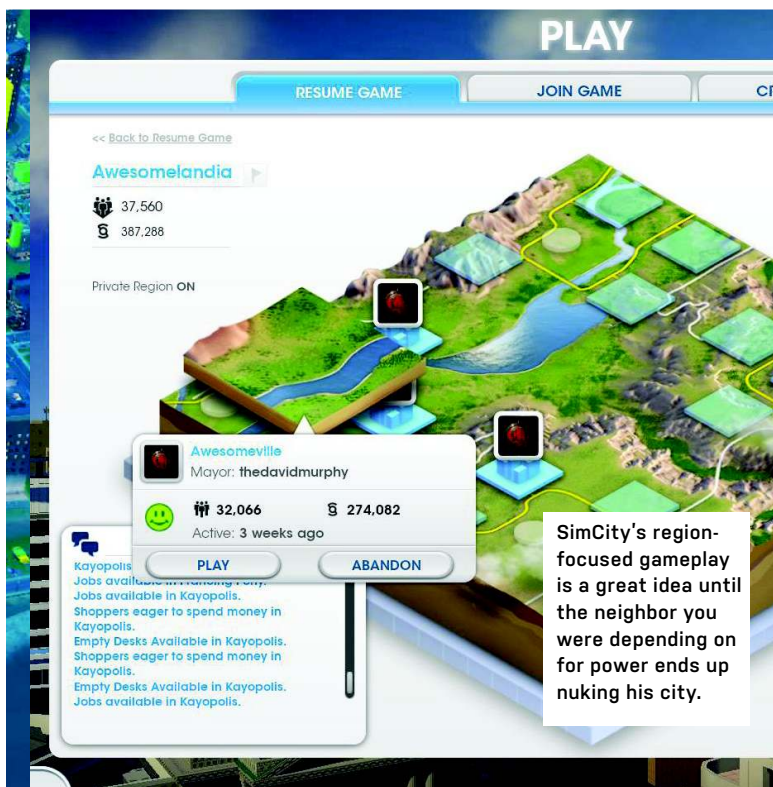 PLAY
RESUME GAME
JOIN GAME
<< Back to Resume Game
Awesomelandia
37,560
387,288
Private Region ON
Awesomeville
Mayor: thedavidmurphy
32,066 274,082
Active: 3 weeks ago
PLAY ABANDON
Kayopolis
Jobs available in
Jobs available in Kayopolis.
Shoppers eager to spend money in
Kayopolis.
Empty Desks Available in Kayopolis.
Shoppers eager to spend money in
Kayopolis.
Empty Desks Available in Kayopolis.
Jobs available in Kayopolis.
SimCity's region-
focused gameplay
is a great idea until
the neighbor you
were depending on
for power ends up
nuking his city.